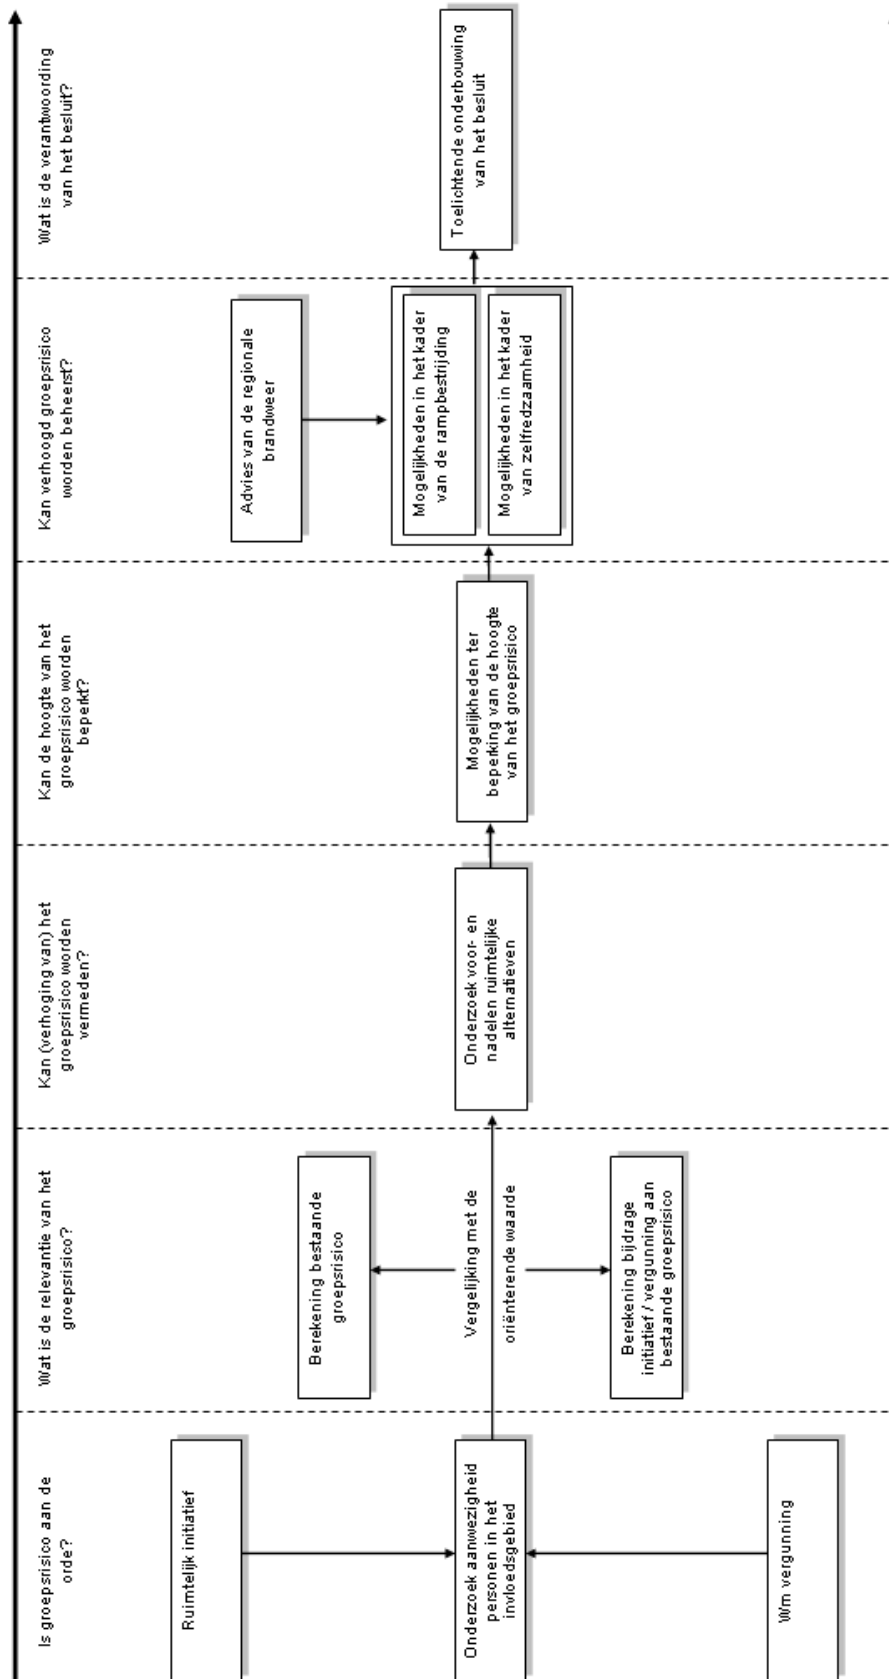 Is groepsrisico aan de
orde?
Wat is de relevantie van het
groepsrisico?
Kan (verhoging van) het
groepsrisico worden
vermeden?
Kan de hoogte van het
groepsrisico worden
beperkt?
Kan verhoogd groepsrisico
worden beheerst?
Wat is de verantwoording
van het besluit?
Ruimtelijk initiatief
Onderzoek aanwezigheid
personen in het
invloedsgebied
Wm vergunning
Berekening bestaande
groepsrisico
Vergelijking met de
oriënterende waarde
Berekening bijdrage
initiatief / vergunning aan
bestaande groepsrisico
Onderzoek voor- en
nadelen ruimtelijke
alternatieven
Mogelijkheden ter
beperking van de hoogte
van het groepsrisico
Advies van de regionale
brandweer
Mogelijkheden in het kader
van de rampbestrijding
Mogelijkheden in het kader
van zelfredzaamheid
Toelichtende onderbouwing
van het besluit